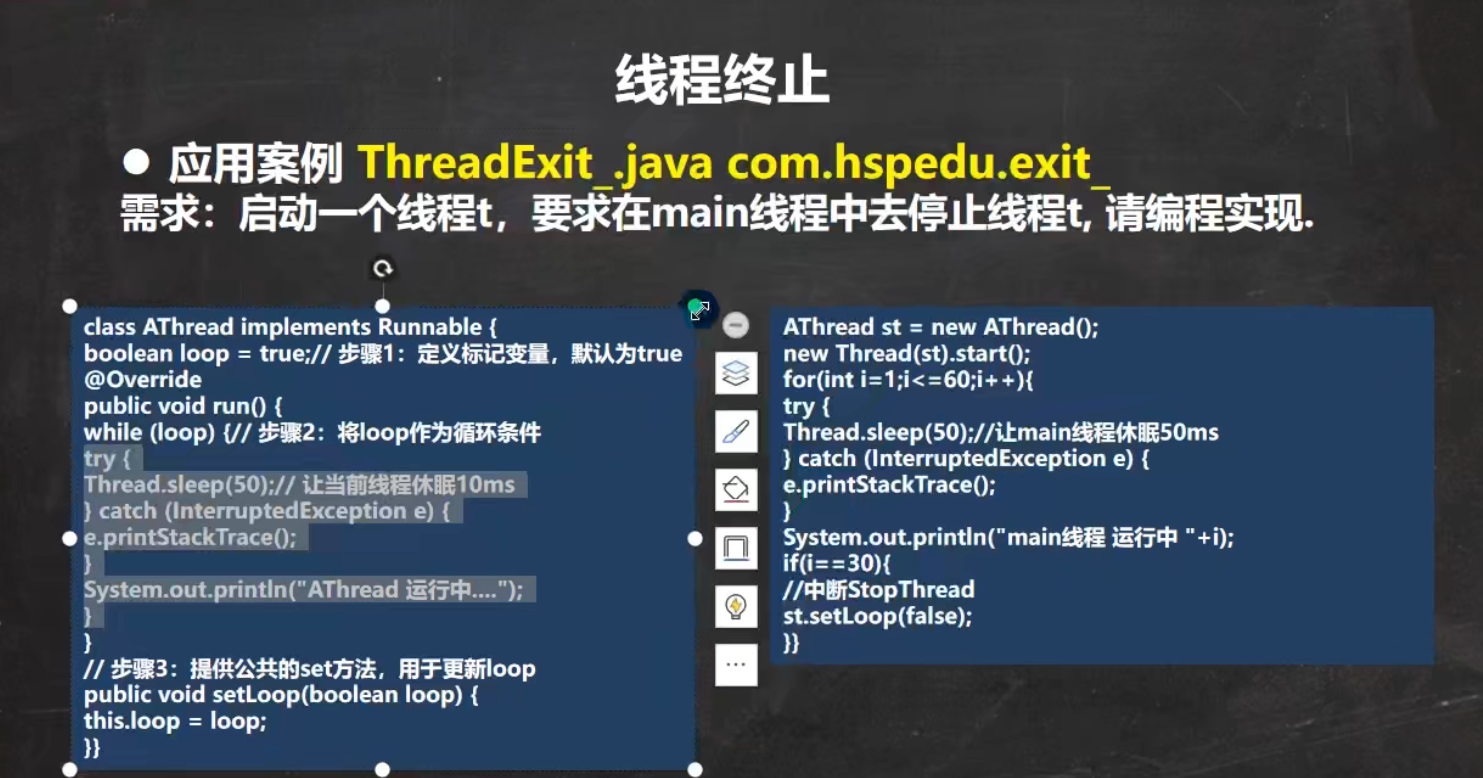 线程终止
● 应用案例 ThreadExit_.java com.hspedu.exit_
需求：启动一个线程t，要求在main线程中去停止线程t, 请编程实现.
class AThread implements Runnable {
boolean loop = true;// 步骤1：定义标记变量，默认为true
@Override
public void run() {
while (loop) {// 步骤2：将loop作为循环条件
try {
Thread.sleep(50);// 让当前线程休眠10ms
} catch (InterruptedException e) {
e.printStackTrace();
}
System.out.println("AThread 运行中....");
}
}
// 步骤3：提供公共的set方法，用于更新loop
public void setLoop(boolean loop) {
this.loop = loop;
}}
AThread st = new AThread();
new Thread(st).start();
for(int i=1;i<=60;i++){
try {
Thread.sleep(50);//让main线程休眠50ms
} catch (InterruptedException e) {
e.printStackTrace();
}
System.out.println("main线程 运行中 "+i);
if(i==30){
//中断StopThread
st.setLoop(false);
}}